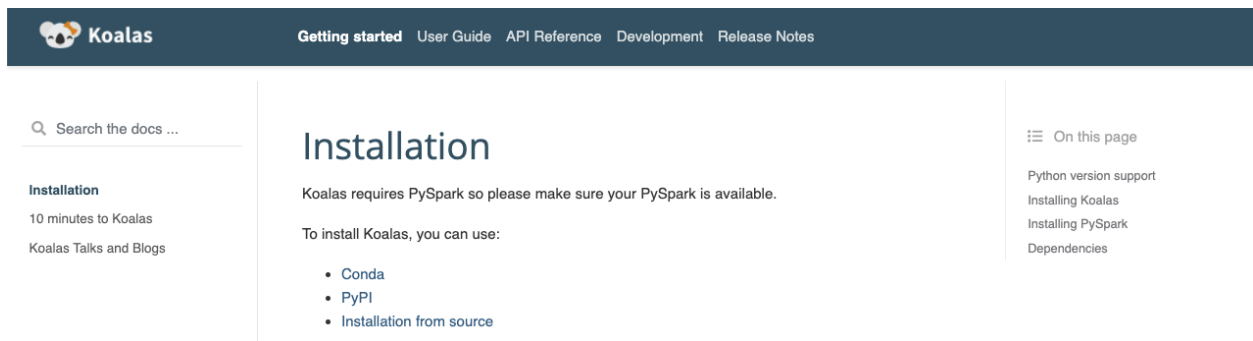 Koalas
Getting started User Guide API Reference Development Release Notes
Search the docs ...
Installation
10 minutes to Koalas
Koalas Talks and Blogs
Installation
Koalas requires PySpark so please make sure your PySpark is available.
To install Koalas, you can use:
• Conda
• PyPI
• Installation from source
On this page
Python version support
Installing Koalas
Installing PySpark
Dependencies